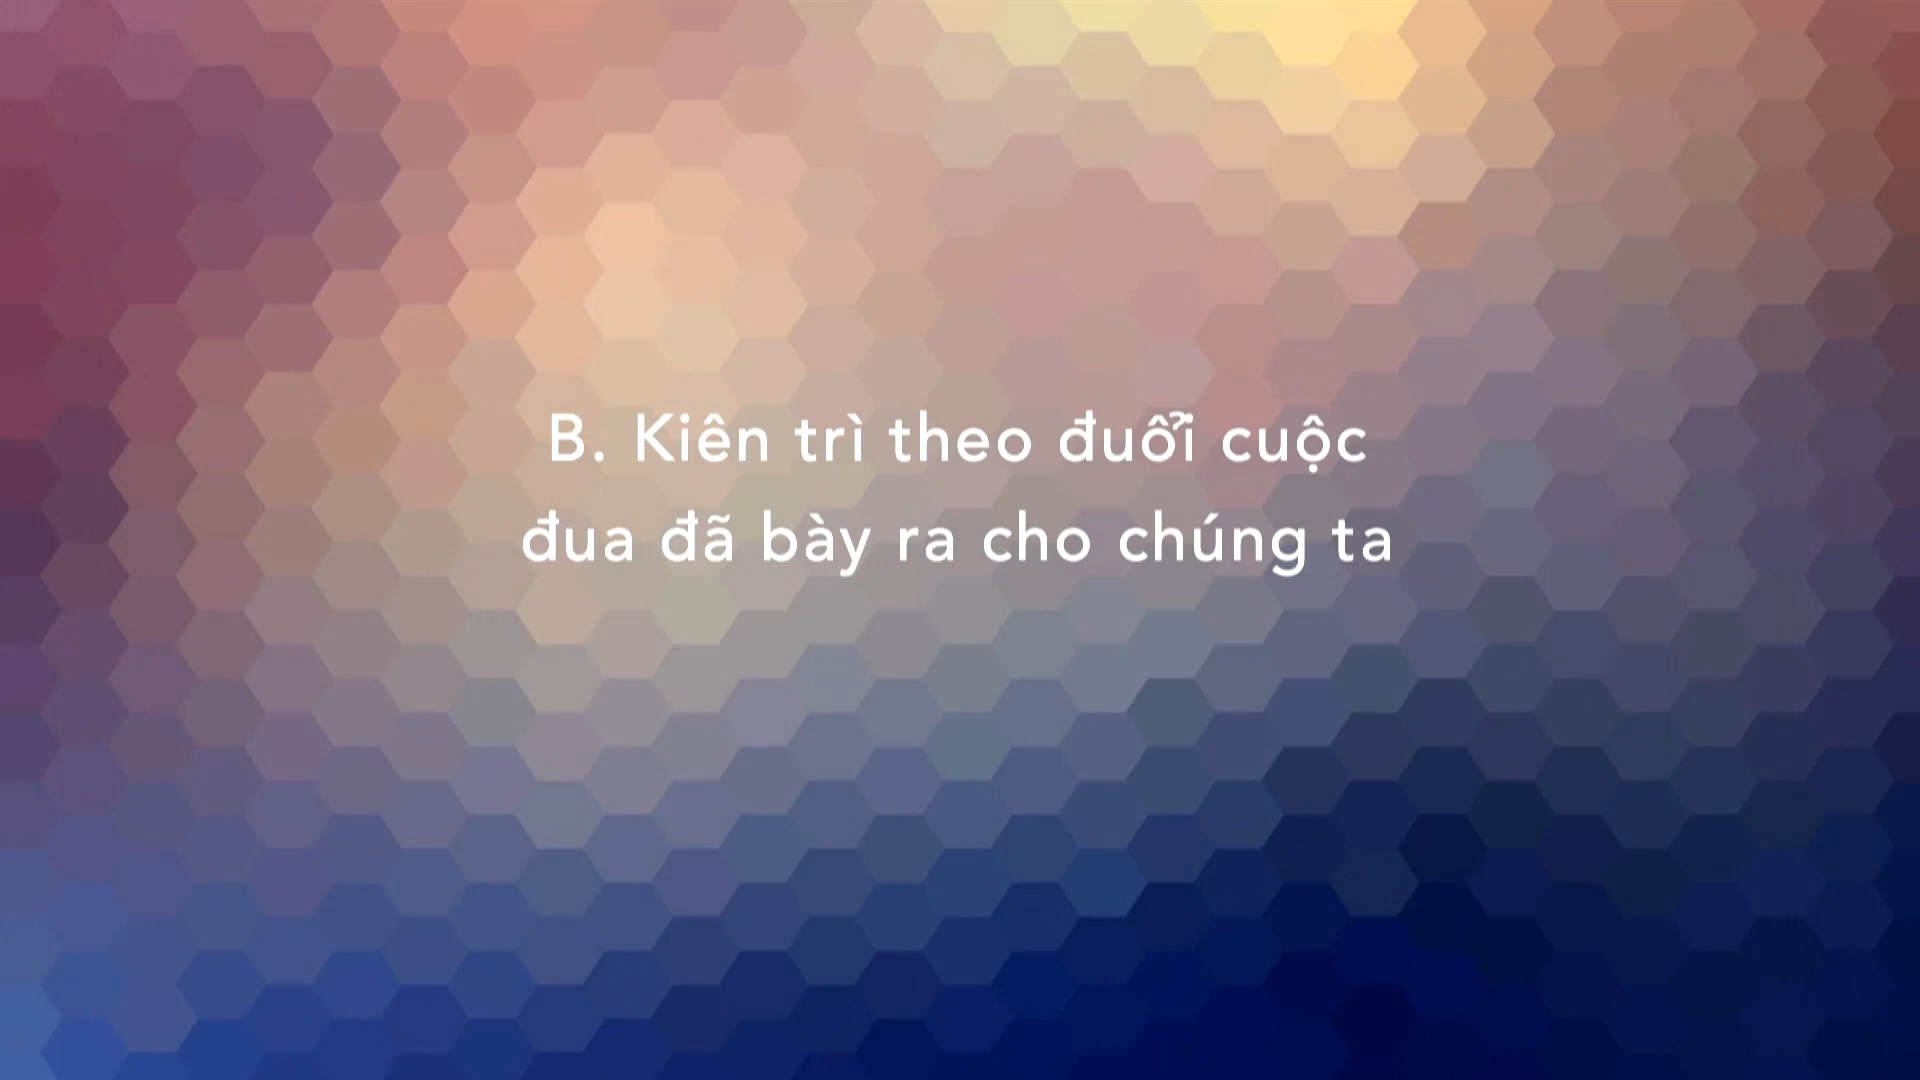 B. Kiên trì theo đuổi cuộc
đua đã bày ra cho chúng ta